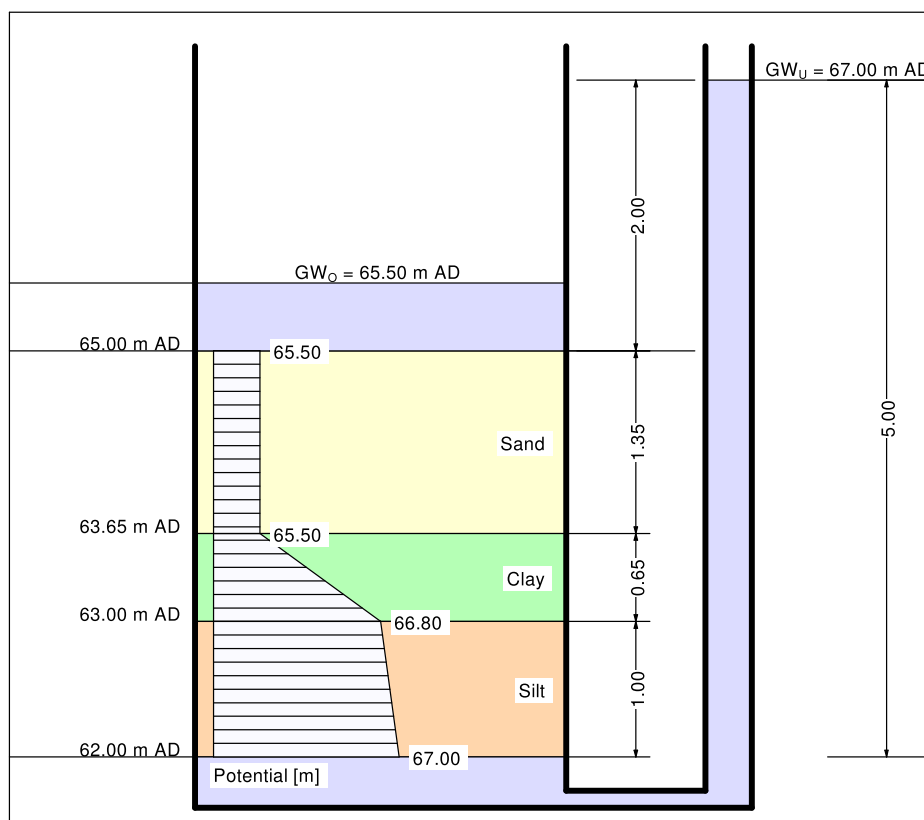 GWU = 67.00 m AD
2.00
GWO = 65.50 m AD
65.00 m AD
65.50
5.00
Sand
1.35
63.65 m AD
65.50
Clay
0.65
63.00 m AD
66.80
Silt
1.00
62.00 m AD
67.00
Potential [m]